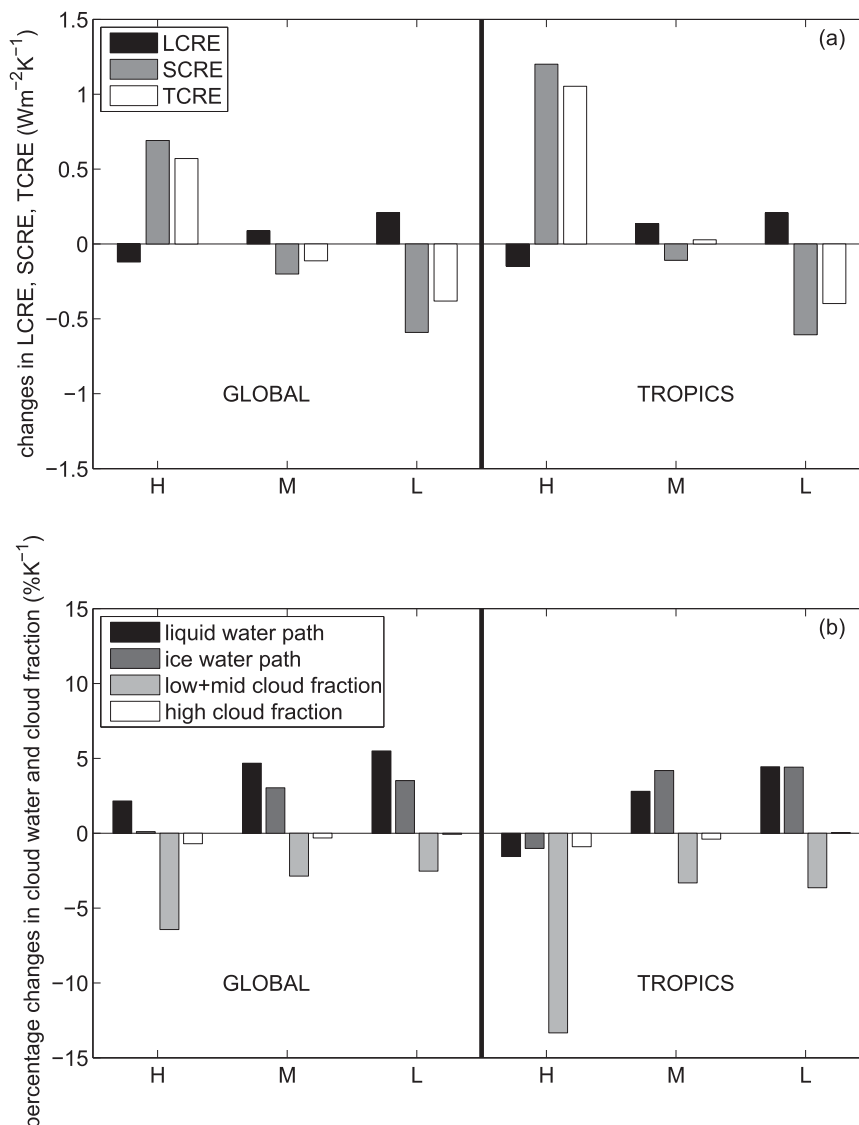 (a)
changes in LCRE, SCRE, TCRE (Wm−2K−1)
1.5
1
0.5
0
−0.5
−1
−1.5
LCRE
SCRE
TCRE
GLOBAL
TROPICS
H M L H M L
(b)
percentage changes in cloud water and cloud fraction (%K−1)
15
10
5
0
−5
−10
−15
liquid water path
ice water path
low+mid cloud fraction
high cloud fraction
GLOBAL
TROPICS
H M L H M L